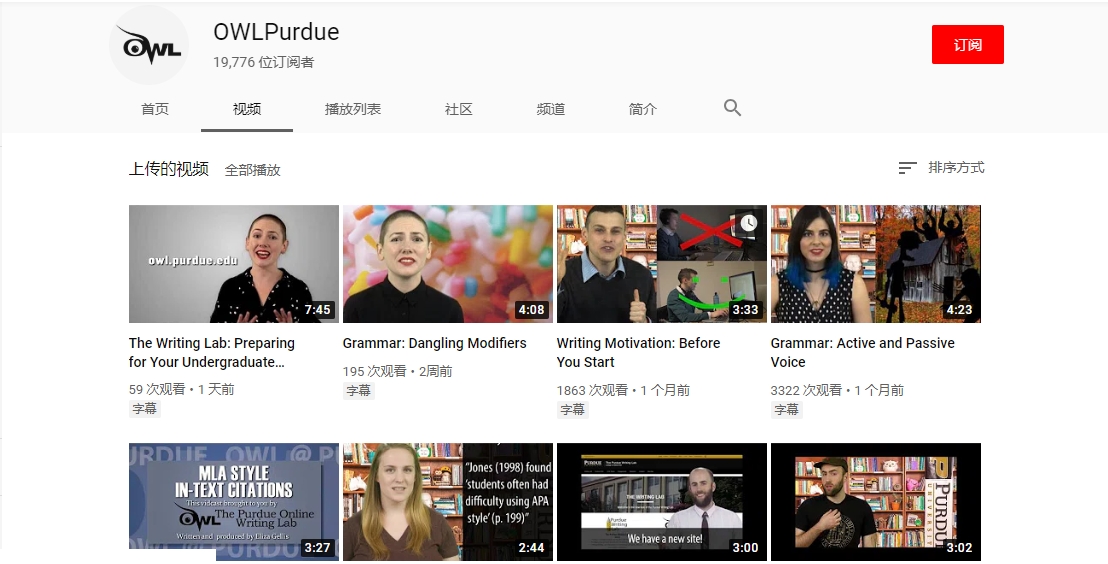 OWL
OWLPurdue
19,776 位订阅者
订阅
首页
视频
播放列表
社区
频道
简介
上传的视频
全部播放
排序方式
owl.purdue.edu
7:45
4:08
3:33
4:23
The Writing Lab: Preparing
for Your Undergraduate…
59 次观看 • 1 天前
字幕
Grammar: Dangling Modifiers
195 次观看 • 2周前
字幕
Writing Motivation: Before
You Start
1863 次观看 • 1 个月前
字幕
Grammar: Active and Passive
Voice
3322 次观看 • 1 个月前
字幕
PURDUE OWL @ P
MLA STYLE
IN-TEXT CITATIONS
This vidcast brought to you by
OWL The Purdue Online
Writing Lab
Written and produced by Eliza Gellis
3:27
"Jones (1998) found
'students often had
difficulty using APA
style' (p. 199)"
2:44
THE WRITING LAB
Purdue
Writing
We have a new site!
3:00
PURDUE
UNIVERSITY
3:02